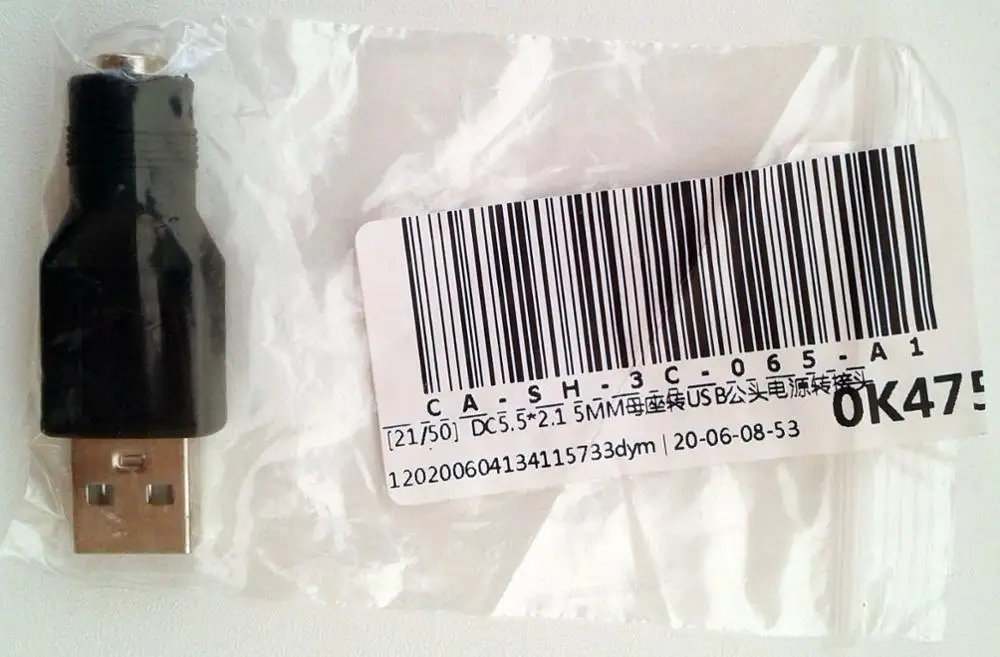 CA-SH-3C-065-A1
[21/50] DC5.5*2.1 5MM母座转USB公头电源转接头
0K475
120200604134115733dym | 20-06-08-53